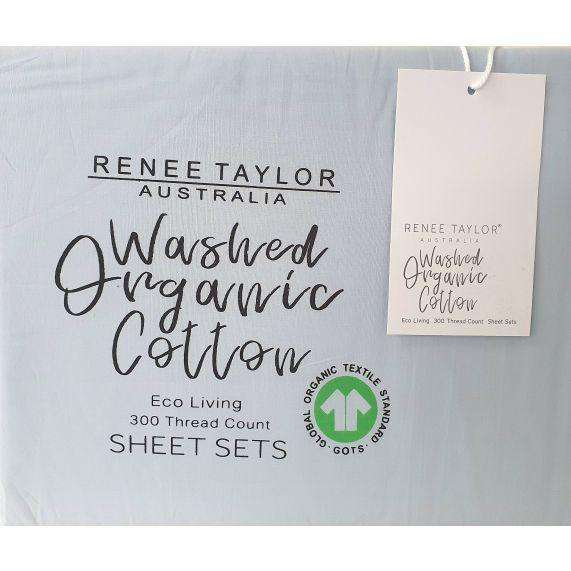 RENEE TAYLOR
AUSTRALIA
Washed
Organic
Cotton
Eco Living
300 Thread Count
SHEET SETS
GLOBAL ORGANIC TEXTILE STANDARD
· GOTS ·
RENEE TAYLOR®
AUSTRALIA
Washed
Organic
Cotton
Eco Living 300 Thread Count Sheet Sets